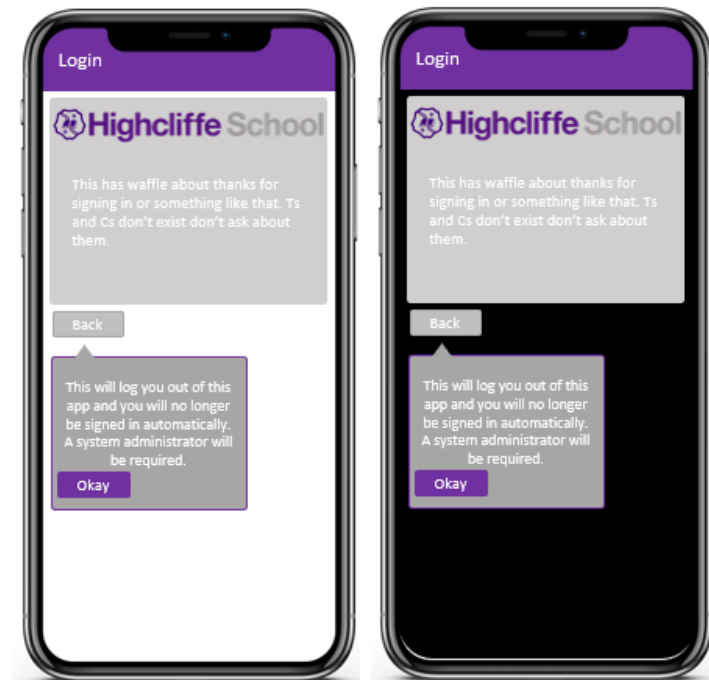 Login
Highcliffe School
This has waffle about thanks for
signing in or something like that. Ts
and Cs don't exist don't ask about
them.
Back
This will log you out of this
app and you will no longer
be signed in automatically.
A system administrator will
be required.
Okay
Login
Highcliffe School
This has waffle about thanks for
signing in or something like that. Ts
and Cs don't exist don't ask about
them.
Back
This will log you out of this
app and you will no longer
be signed in automatically.
A system administrator will
be required.
Okay